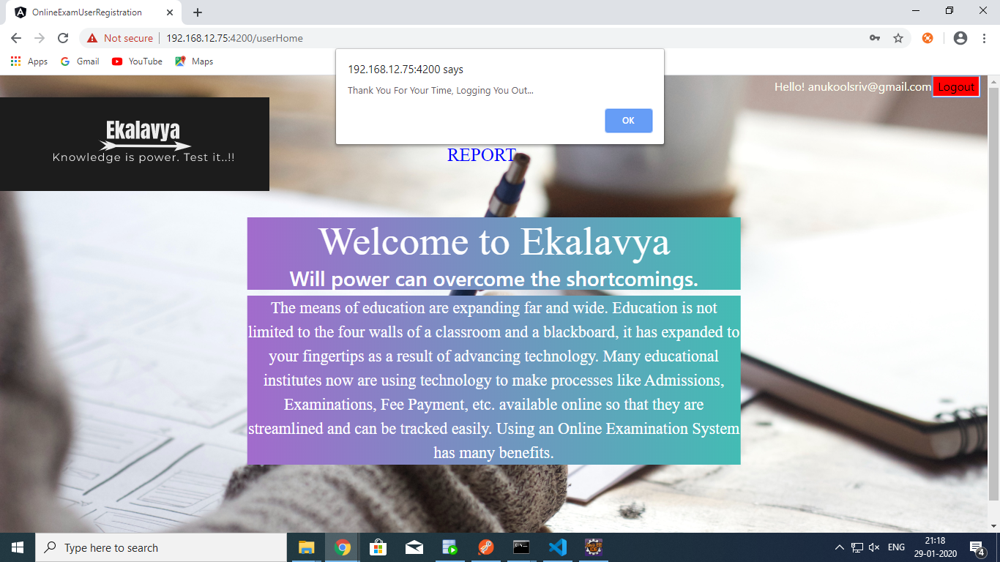 OnlineExamUserRegistration
Not secure
192.168.12.75:4200/userHome
Apps
Gmail
YouTube
Maps
192.168.12.75:4200 says
Thank You For Your Time, Logging You Out...
OK
Hello! anukoolsriv@gmail.com
Logout
Ekalavya
Knowledge is power. Test it..!!
REPORT
Welcome to Ekalavya
Will power can overcome the shortcomings.
The means of education are expanding far and wide. Education is not
limited to the four walls of a classroom and a blackboard, it has expanded to
your fingertips as a result of advancing technology. Many educational
institutes now are using technology to make processes like Admissions,
Examinations, Fee Payment, etc. available online so that they are
streamlined and can be tracked easily. Using an Online Examination System
has many benefits.
Type here to search
ENG
21:18
29-01-2020
4